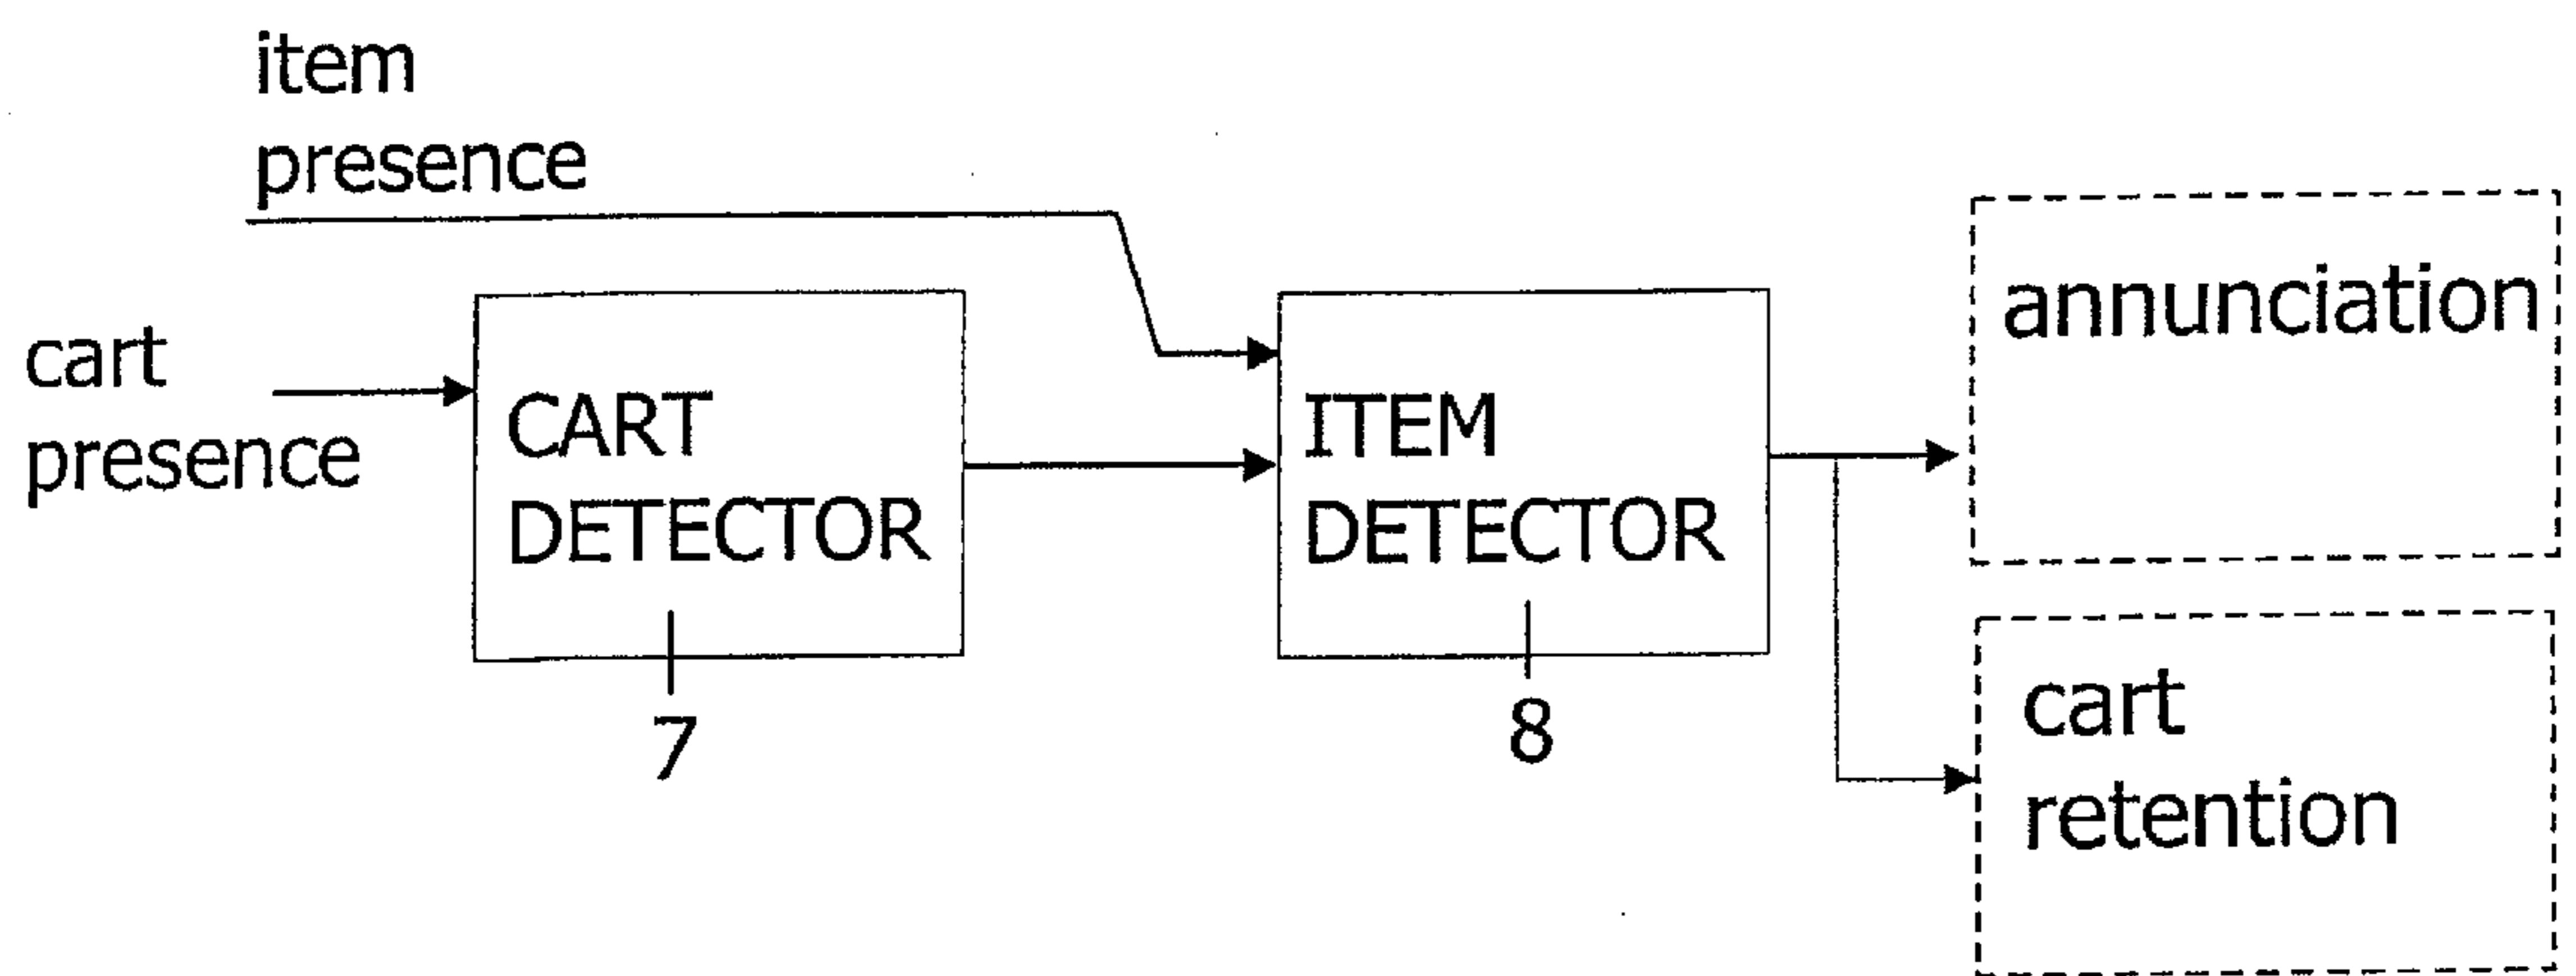 item
presence
cart
presence
CART
DETECTOR
7
ITEM
DETECTOR
8
annunciation
cart
retention